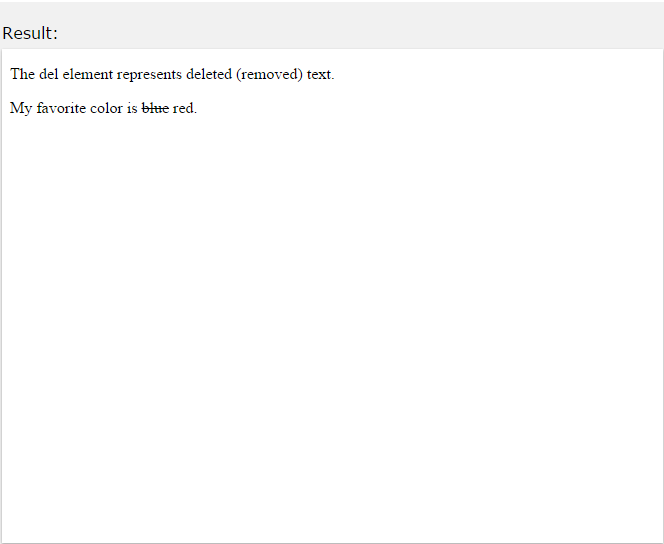 Result:
The del element represents deleted (removed) text.
My favorite color is blue red.